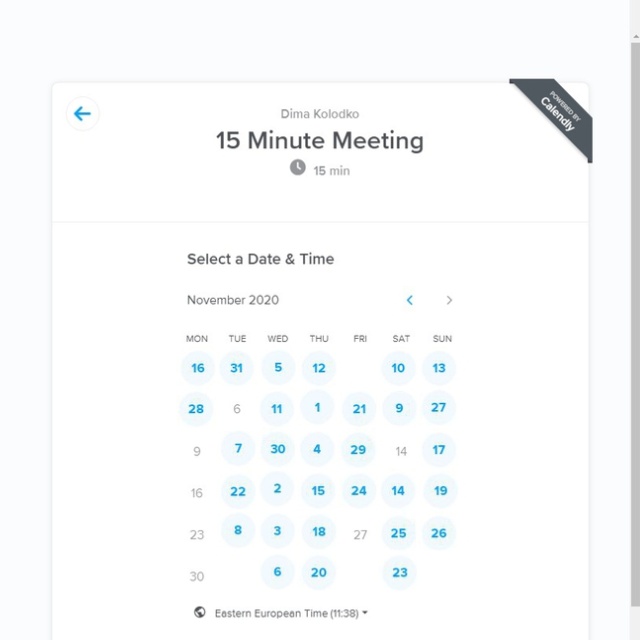 POWERED BY
Calendly
Dima Kolodko
15 Minute Meeting
15 min
Select a Date & Time
November 2020
MON TUE WED THU FRI SAT SUN
16 31 5 12 10 13
28 6 11 1 21 9 27
9 7 30 4 29 14 17
16 22 2 15 24 14 19
23 8 3 18 27 25 26
30 6 20 23
Eastern European Time (11:38)